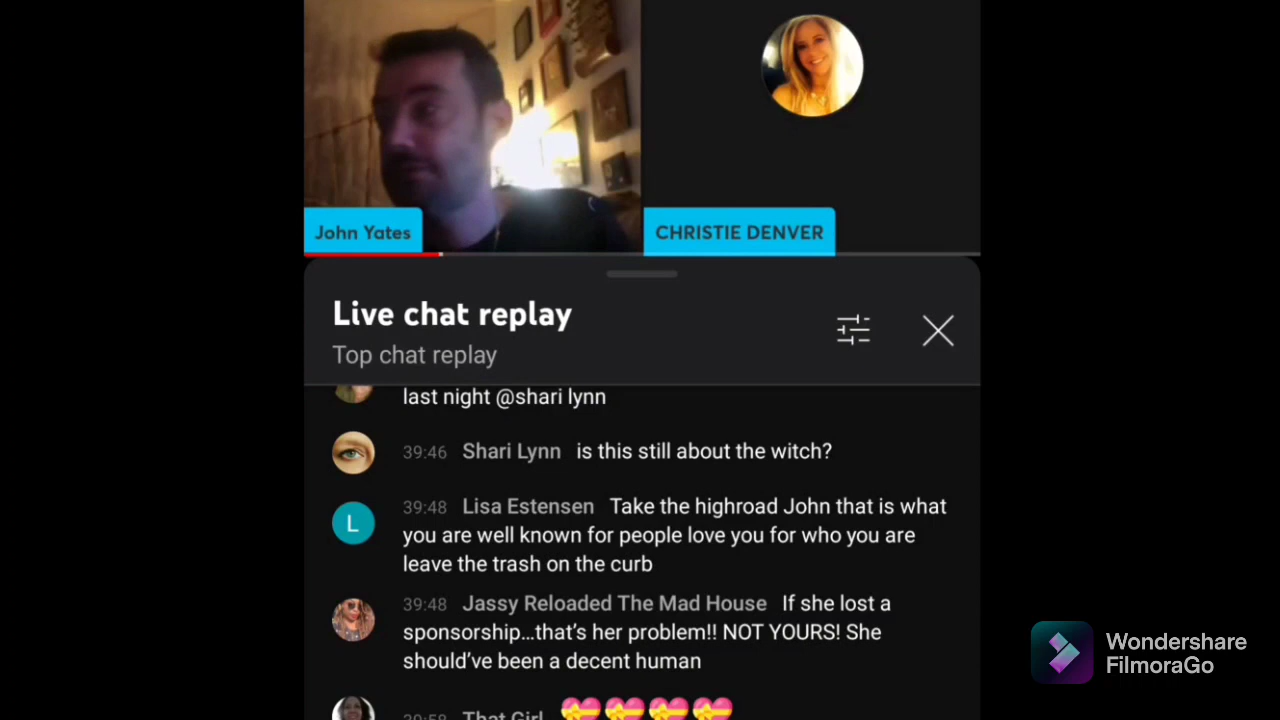 John Yates
CHRISTIE DENVER
Live chat replay
Top chat replay
last night @shari lynn
39:46 Shari Lynn is this still about the witch?
39:48 Lisa Estensen Take the highroad John that is what
you are well known for people love you for who you are
leave the trash on the curb
L
39:48 Jassy Reloaded The Mad House If she lost a
sponsorship...that's her problem!! NOT YOURS! She
should've been a decent human
39:58 That Girl 💝💝💝💝
Wondershare
FilmoraGo